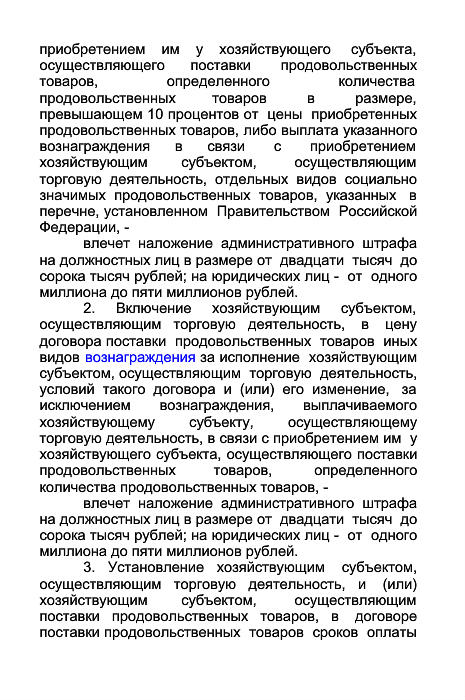 приобретением им у хозяйствующего субъекта,
осуществляющего поставки продовольственных
товаров, определенного количества
продовольственных товаров в размере,
превышающем 10 процентов от цены приобретенных
продовольственных товаров, либо выплата указанного
вознаграждения в связи с приобретением
хозяйствующим субъектом, осуществляющим
торговую деятельность, отдельных видов социально
значимых продовольственных товаров, указанных в
перечне, установленном Правительством Российской
Федерации, -
влечет наложение административного штрафа
на должностных лиц в размере от двадцати тысяч до
сорока тысяч рублей; на юридических лиц - от одного
миллиона до пяти миллионов рублей.
2. Включение хозяйствующим субъектом,
осуществляющим торговую деятельность, в цену
договора поставки продовольственных товаров иных
видов вознаграждения за исполнение хозяйствующим
субъектом, осуществляющим торговую деятельность,
условий такого договора и (или) его изменение, за
исключением вознаграждения, выплачиваемого
хозяйствующему субъекту, осуществляющему
торговую деятельность, в связи с приобретением им у
хозяйствующего субъекта, осуществляющего поставки
продовольственных товаров, определенного
количества продовольственных товаров, -
влечет наложение административного штрафа
на должностных лиц в размере от двадцати тысяч до
сорока тысяч рублей; на юридических лиц - от одного
миллиона до пяти миллионов рублей.
3. Установление хозяйствующим субъектом,
осуществляющим торговую деятельность, и (или)
хозяйствующим субъектом, осуществляющим
поставки продовольственных товаров, в договоре
поставки продовольственных товаров сроков оплаты